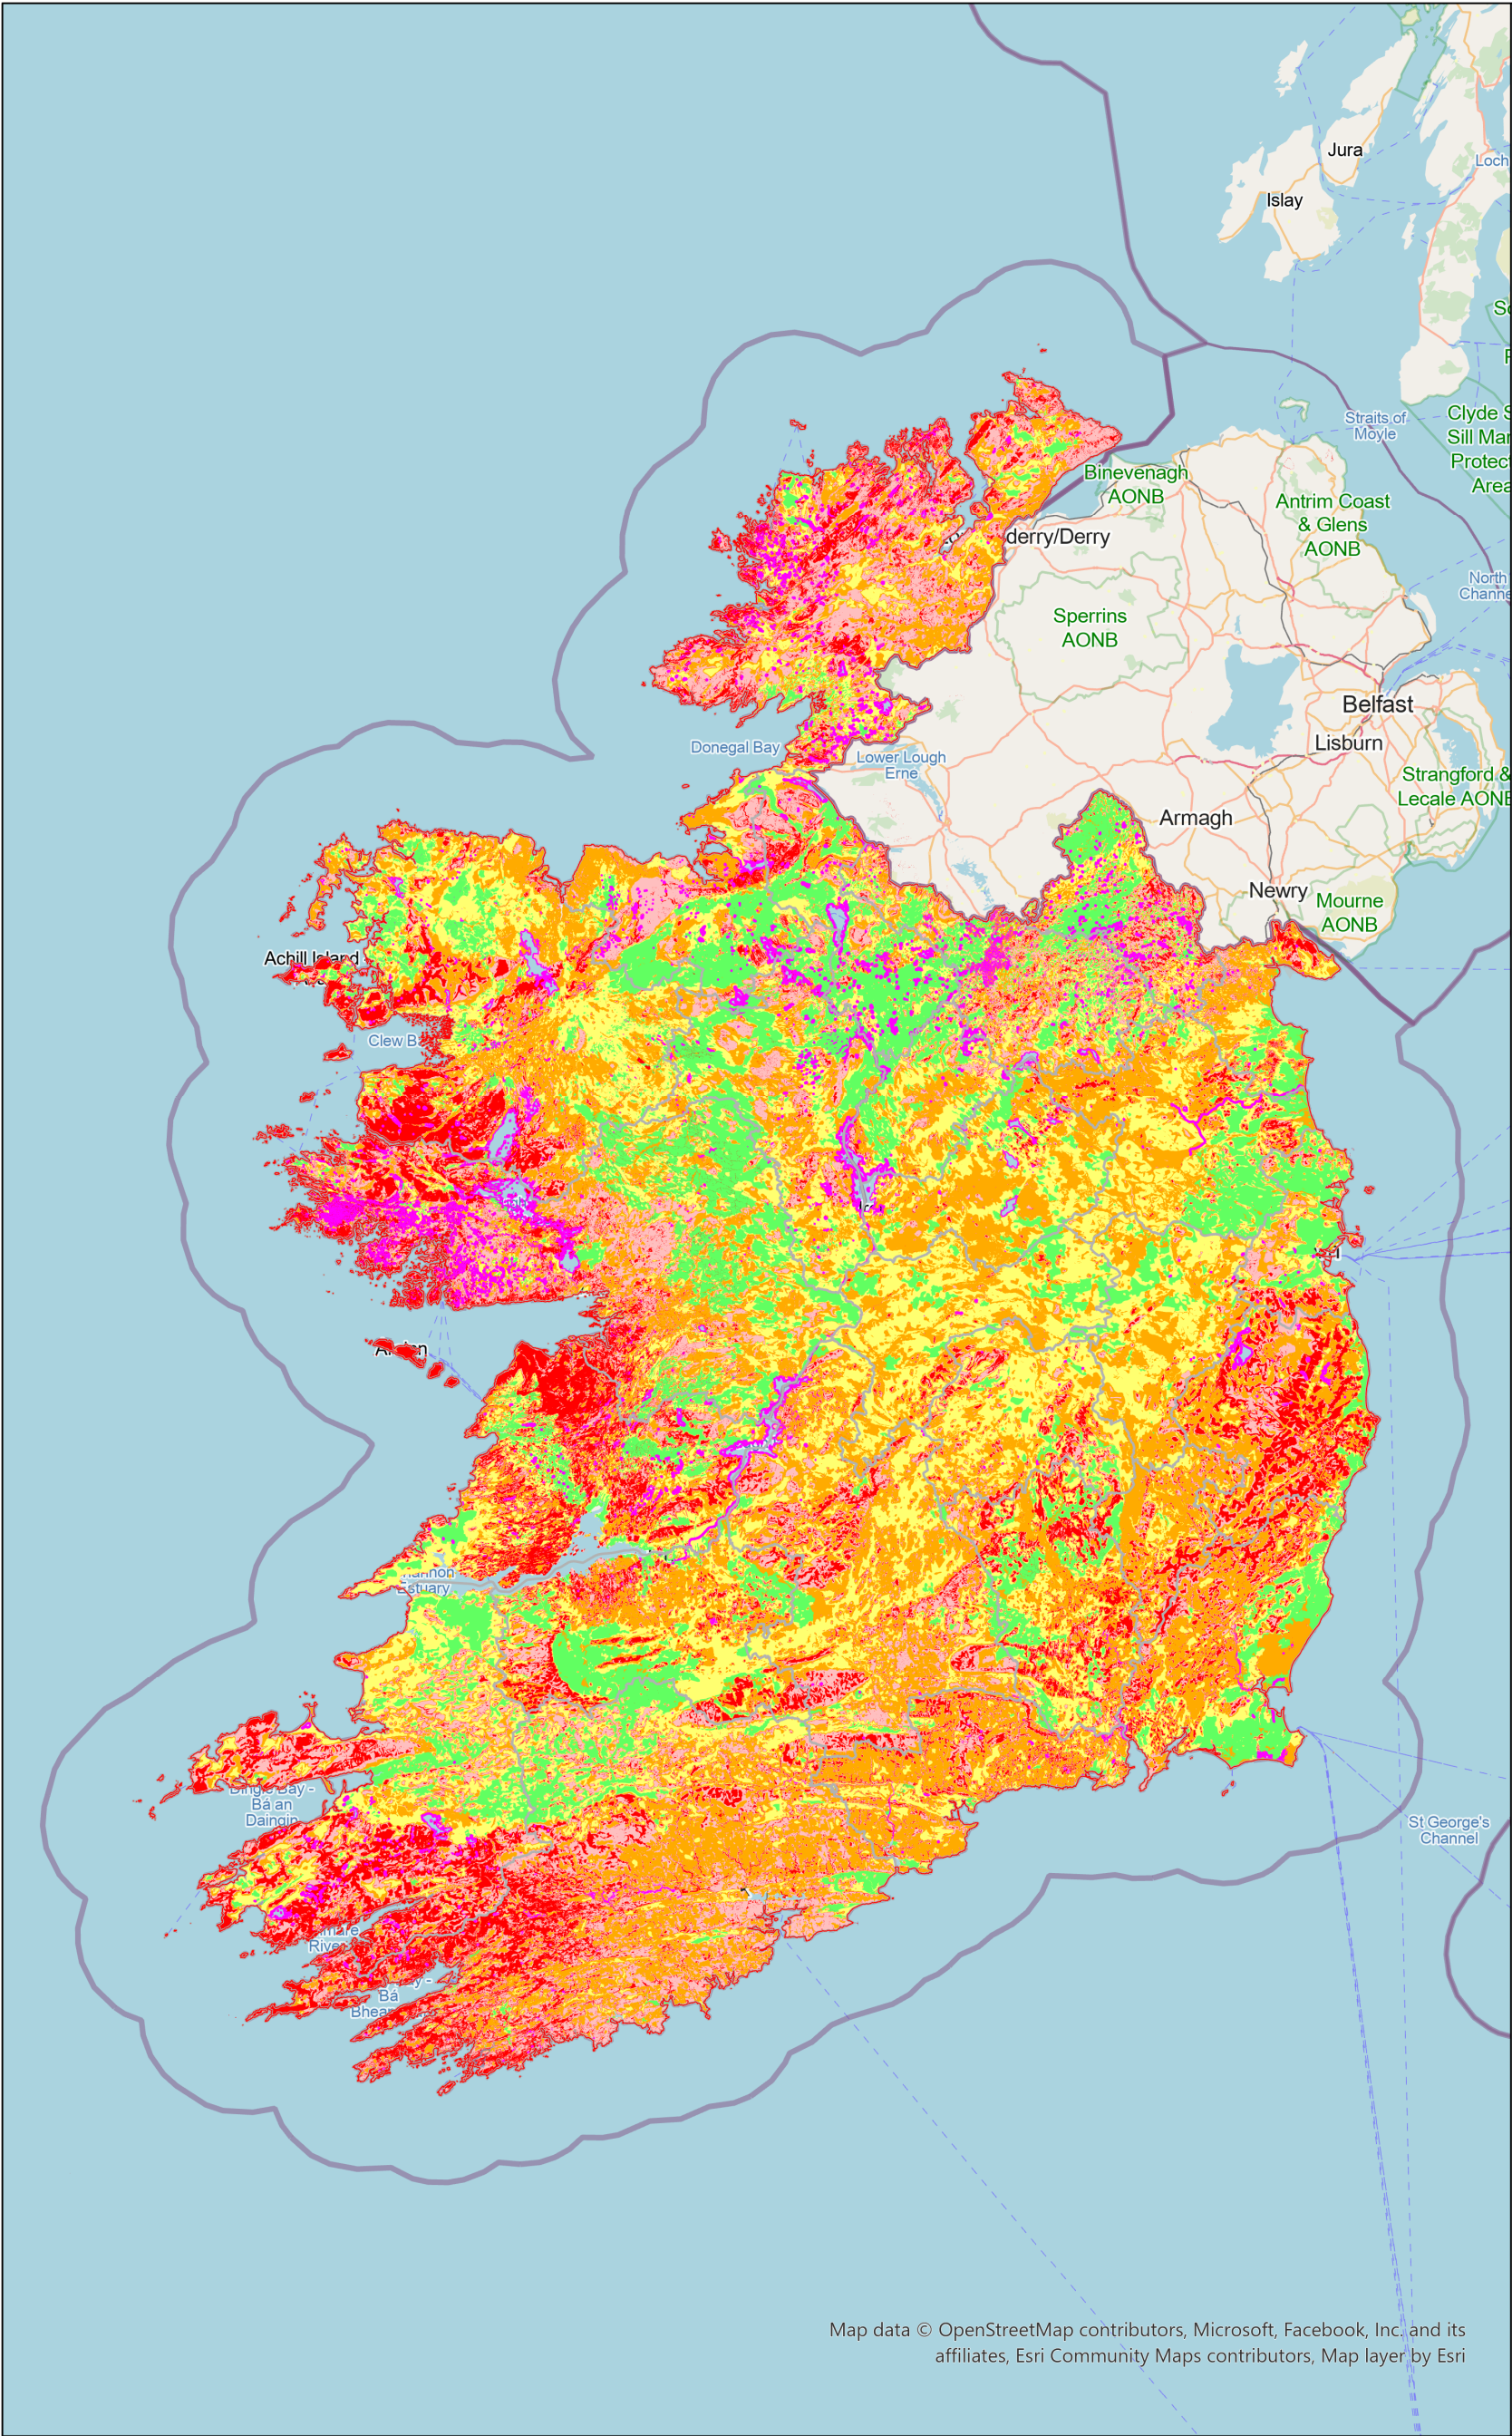 Jura
Loch
Islay
Straits of
Moyle
Clyde S
Sill Mar
Protec
Area
Binevenagh
AONB
Antrim Coast
& Glens
AONB
derry/Derry
North
Channe
Sperrins
AONB
Belfast
Lisburn
Donegal Bay
Lower Lough
Erne
Strangford &
Lecale AONB
Armagh
Newry
Mourne
AONB
Achill Island
Clew B
Estuary
Dingle Bay -
Bá an
Daingin
St George's
Channel
River
Bá
Map data © OpenStreetMap contributors, Microsoft, Facebook, Inc. and its
affiliates, Esri Community Maps contributors, Map layer by Esri